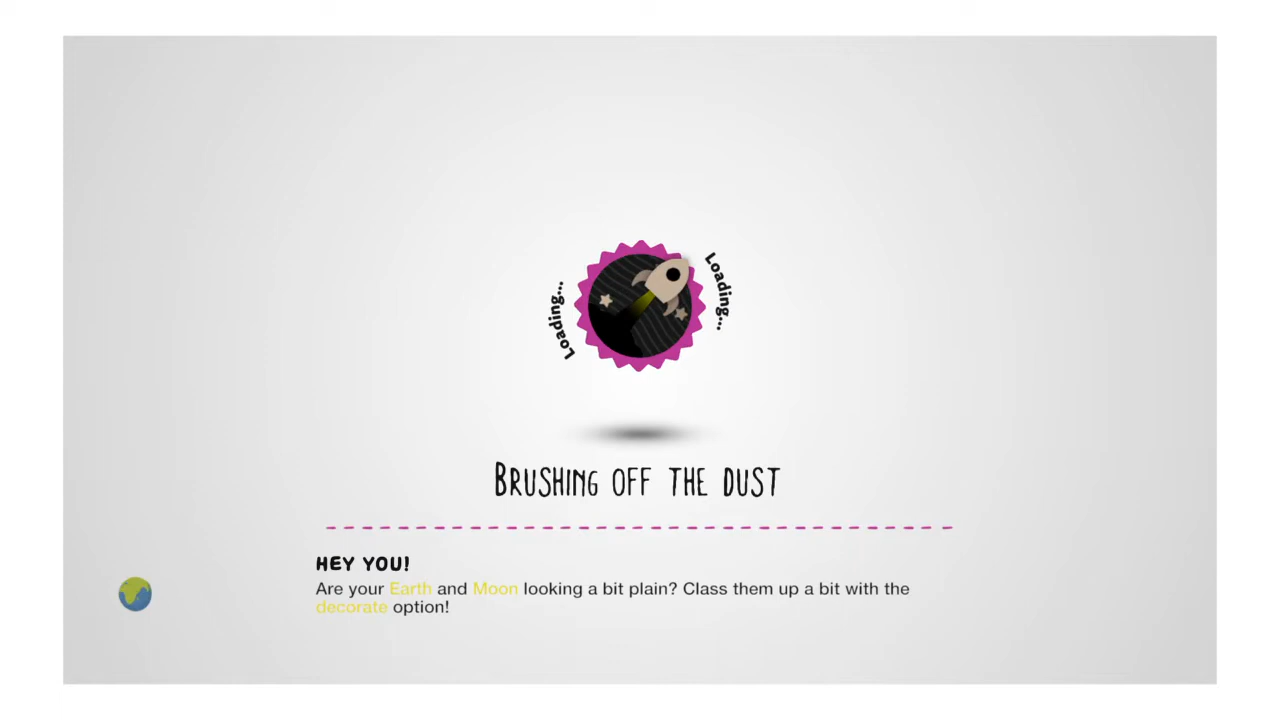 Loading...
Loading...
Brushing off the dust
HEY YOU!
Are your Earth and Moon looking a bit plain? Class them up a bit with the
decorate option!